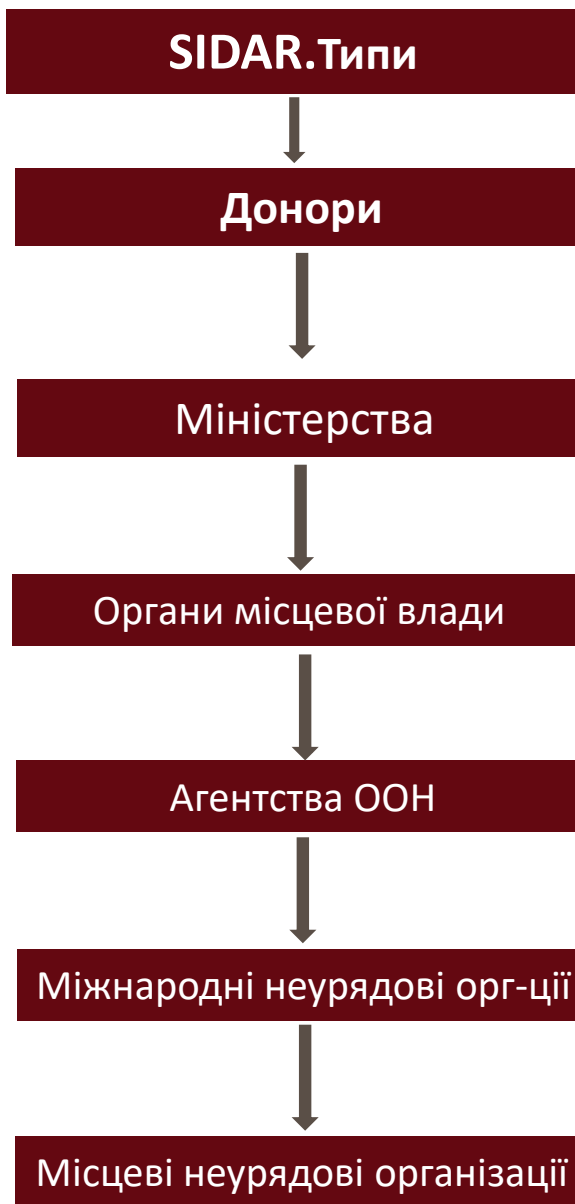 SIDAR.Типи
Донори
Міністерства
Органи місцевої влади
Агентства ООН
Міжнародні неурядові орг-ції
Місцеві неурядові організації